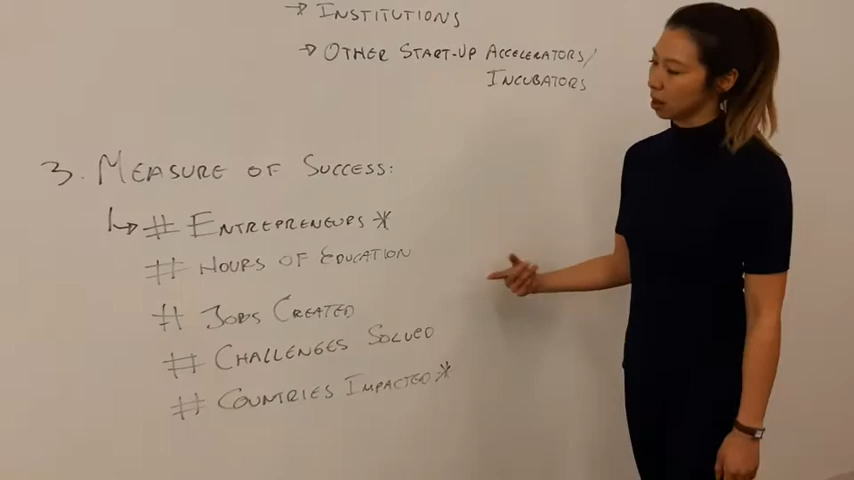 → INSTITUTIONS
→ OTHER START-UP ACCELERATORS/
INCUBATORS
3. MEASURE OF SUCCESS:
↳ # ENTREPRENEURS *
# HOURS OF EDUCATION
# JOBS CREATED
# CHALLENGES SOLVED
# COUNTRIES IMPACTED *